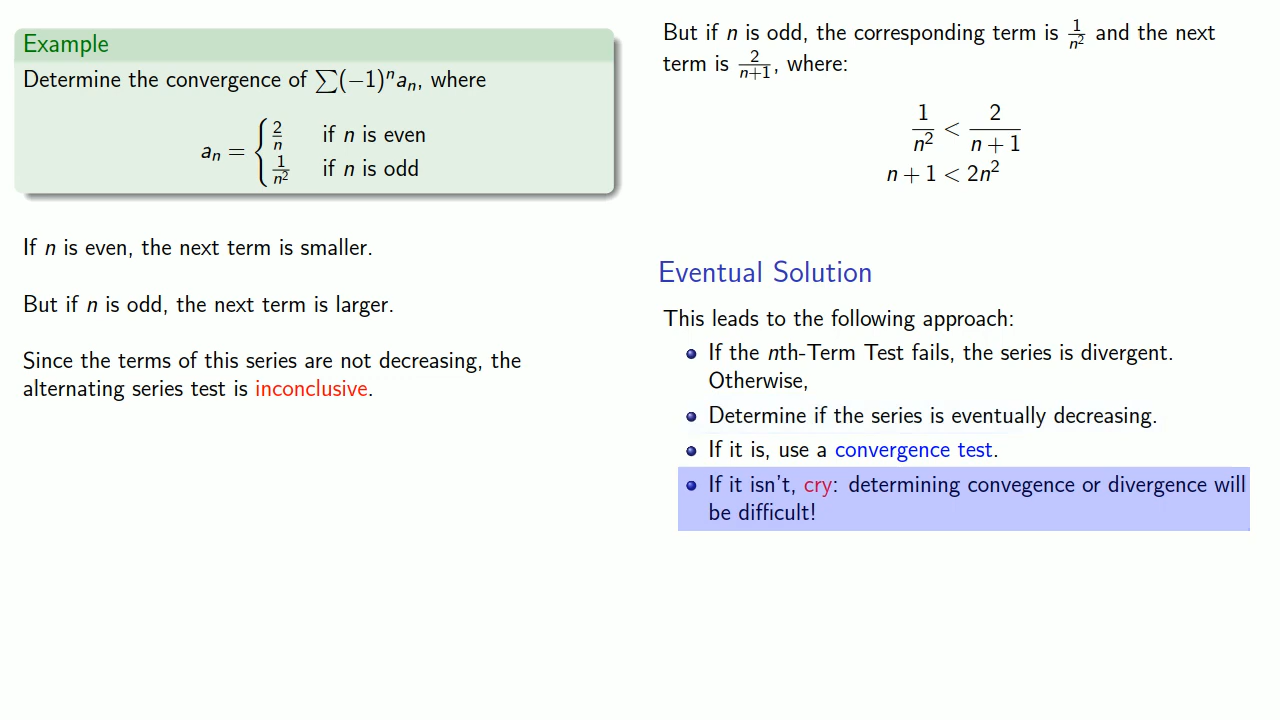 Example
Determine the convergence of ∑(−1)ⁿaₙ, where
aₙ = { 2/n if n is even
1/n² if n is odd
If n is even, the next term is smaller.
But if n is odd, the next term is larger.
Since the terms of this series are not decreasing, the
alternating series test is inconclusive.
But if n is odd, the corresponding term is 1/n² and the next
term is 2/(n+1), where:
1/n² < 2/(n + 1)
n + 1 < 2n²
Eventual Solution
This leads to the following approach:
• If the nth-Term Test fails, the series is divergent.
Otherwise,
• Determine if the series is eventually decreasing.
• If it is, use a convergence test.
• If it isn't, cry: determining convegence or divergence will
be difficult!